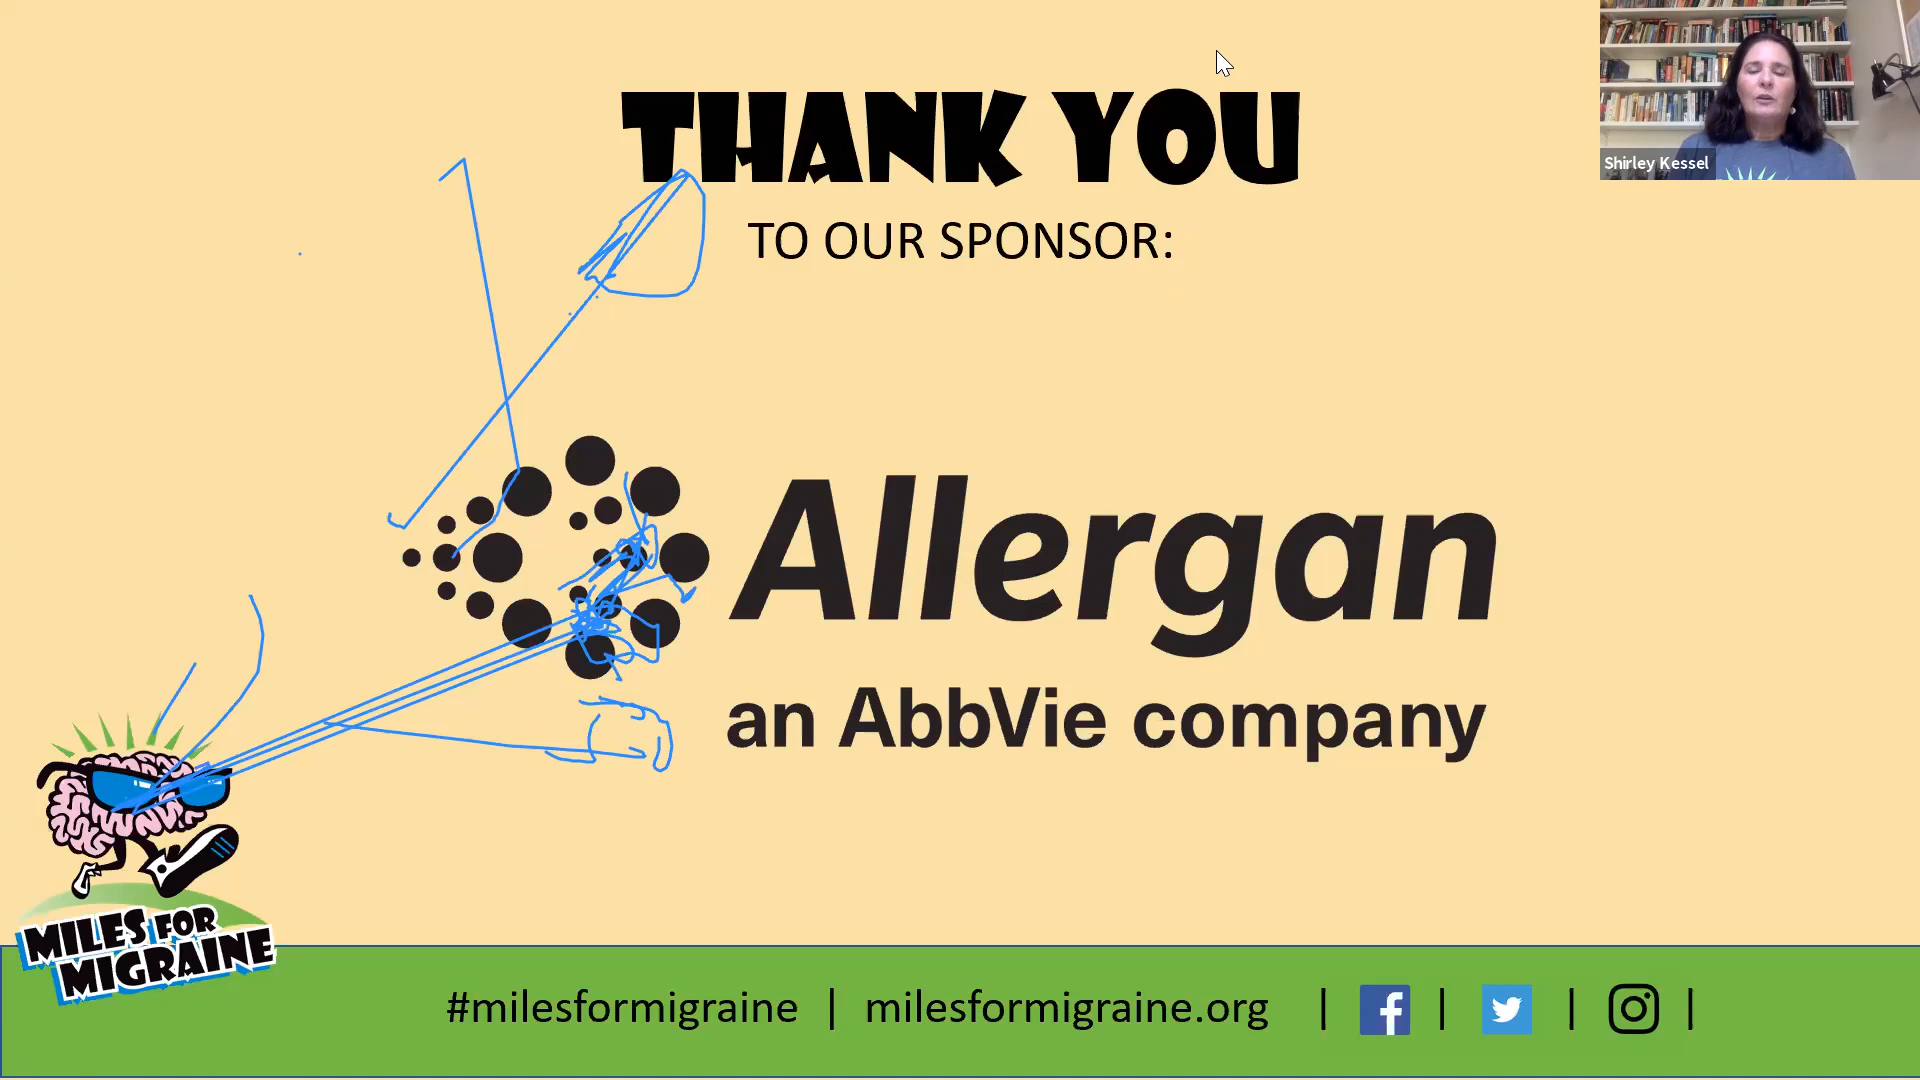 THANK YOU
TO OUR SPONSOR:
Shirley Kessel
Allergan
an AbbVie company
MILES FOR
MIGRAINE
#milesformigraine | milesformigraine.org | | | |